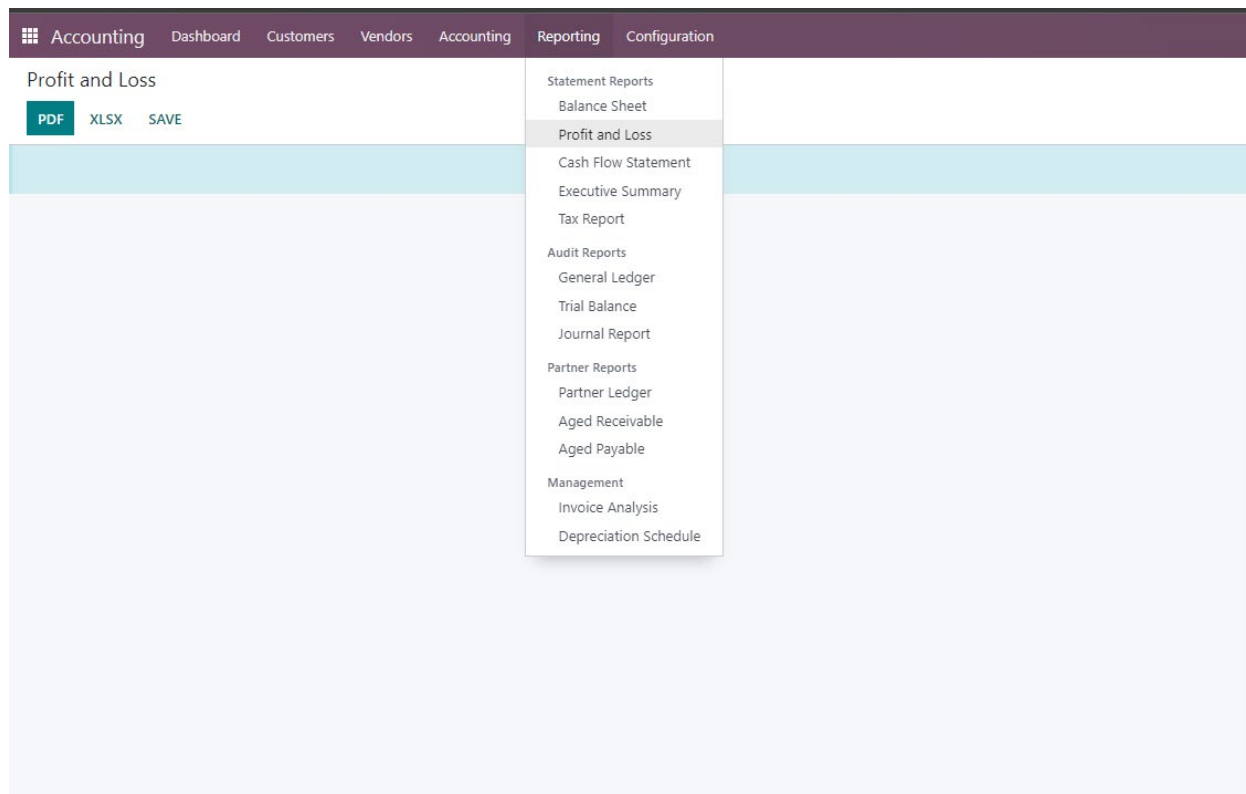 Accounting Dashboard Customers Vendors Accounting Reporting Configuration
Profit and Loss
PDF XLSX SAVE
Statement Reports
Balance Sheet
Profit and Loss
Cash Flow Statement
Executive Summary
Tax Report
Audit Reports
General Ledger
Trial Balance
Journal Report
Partner Reports
Partner Ledger
Aged Receivable
Aged Payable
Management
Invoice Analysis
Depreciation Schedule